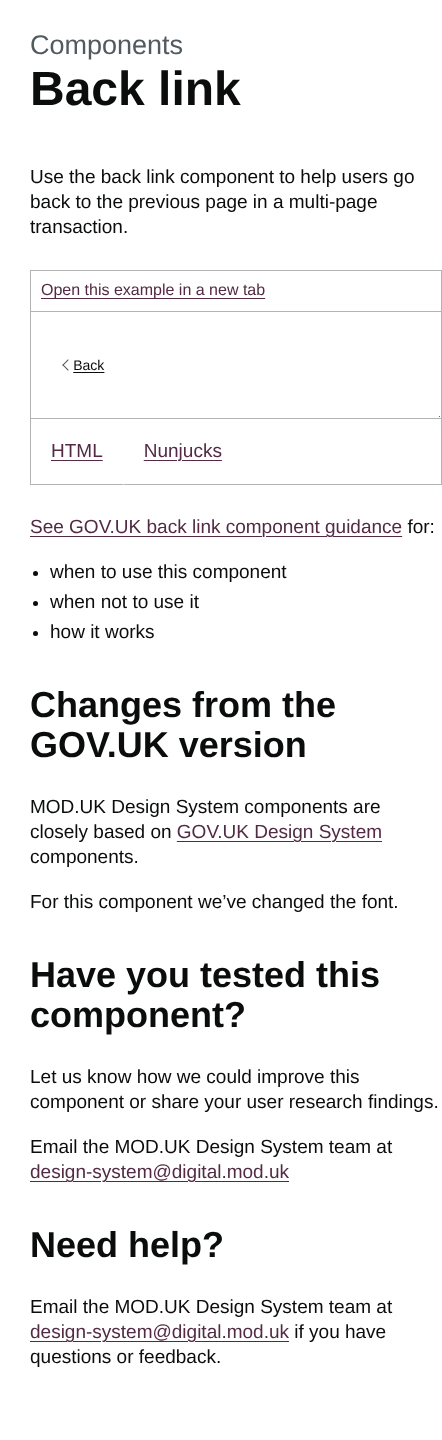 Components
Back link
Use the back link component to help users go
back to the previous page in a multi-page
transaction.
Open this example in a new tab
Back
HTML Nunjucks
See GOV.UK back link component guidance for:
• when to use this component
• when not to use it
• how it works
Changes from the
GOV.UK version
MOD.UK Design System components are
closely based on GOV.UK Design System
components.
For this component we’ve changed the font.
Have you tested this
component?
Let us know how we could improve this
component or share your user research findings.
Email the MOD.UK Design System team at
design-system@digital.mod.uk
Need help?
Email the MOD.UK Design System team at
design-system@digital.mod.uk if you have
questions or feedback.